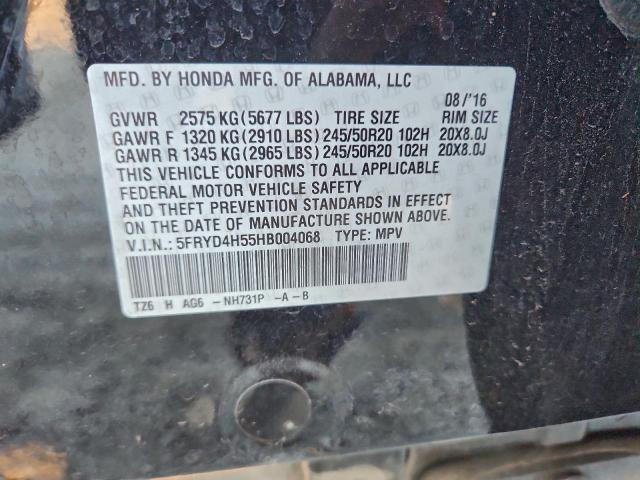 MFD. BY HONDA MFG. OF ALABAMA, LLC
08/'16
GVWR 2575 KG (5677 LBS) TIRE SIZE RIM SIZE
GAWR F 1320 KG (2910 LBS) 245/50R20 102H 20X8.0J
GAWR R 1345 KG (2965 LBS) 245/50R20 102H 20X8.0J
THIS VEHICLE CONFORMS TO ALL APPLICABLE
FEDERAL MOTOR VEHICLE SAFETY
AND THEFT PREVENTION STANDARDS IN EFFECT
ON THE DATE OF MANUFACTURE SHOWN ABOVE.
V.I.N.: 5FRYD4H55HB004068 TYPE: MPV
TZ6 H AG6 -NH731P -A-B